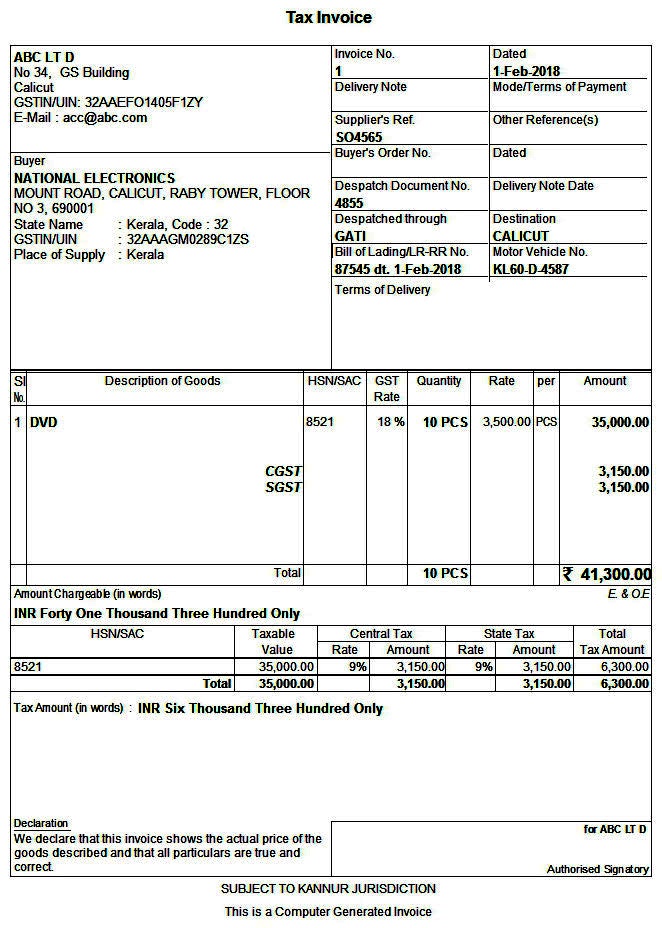 Tax Invoice
ABC LT D
No 34, GS Building
Calicut
GSTIN/UIN: 32AAEFO1405F1ZY
E-Mail : acc@abc.com
Invoice No.
1
Dated
1-Feb-2018
Delivery Note
Mode/Terms of Payment
Supplier's Ref.
SO4565
Other Reference(s)
Buyer
NATIONAL ELECTRONICS
MOUNT ROAD, CALICUT, RABY TOWER, FLOOR
NO 3, 690001
State Name : Kerala, Code : 32
GSTIN/UIN : 32AAAGM0289C1ZS
Place of Supply : Kerala
Buyer's Order No.
Dated
Despatch Document No.
4855
Delivery Note Date
Despatched through
GATI
Destination
CALICUT
Bill of Lading/LR-RR No.
87545 dt. 1-Feb-2018
Motor Vehicle No.
KL60-D-4587
Terms of Delivery
Sl No. Description of Goods HSN/SAC GST Rate Quantity Rate per Amount
1 DVD 8521 18 % 10 PCS 3,500.00 PCS 35,000.00
CGST 3,150.00
SGST 3,150.00
Total 10 PCS ₹ 41,300.00
Amount Chargeable (in words) E. & O.E
INR Forty One Thousand Three Hundred Only
HSN/SAC Taxable Central Tax State Tax Total
Value Rate Amount Rate Amount Tax Amount
8521 35,000.00 9% 3,150.00 9% 3,150.00 6,300.00
Total 35,000.00 3,150.00 3,150.00 6,300.00
Tax Amount (in words) : INR Six Thousand Three Hundred Only
Declaration
We declare that this invoice shows the actual price of the
goods described and that all particulars are true and
correct.
for ABC LT D
Authorised Signatory
SUBJECT TO KANNUR JURISDICTION
This is a Computer Generated Invoice